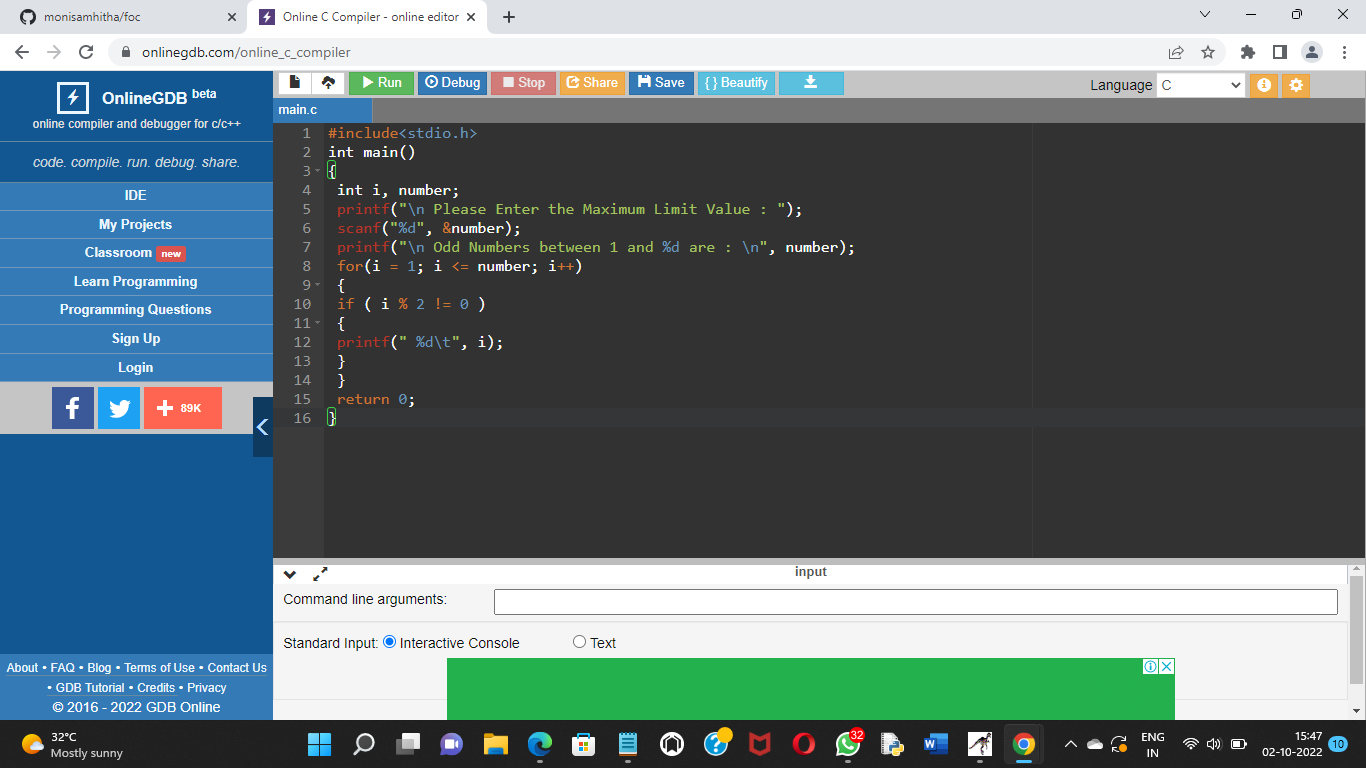 monisamhitha/foc
Online C Compiler - online editor
onlinegdb.com/online_c_compiler
OnlineGDB beta
online compiler and debugger for c/c++
code. compile. run. debug. share.
IDE
My Projects
Classroom new
Learn Programming
Programming Questions
Sign Up
Login
89K
About • FAQ • Blog • Terms of Use • Contact Us
• GDB Tutorial • Credits • Privacy
© 2016 - 2022 GDB Online
Run Debug Stop Share Save { } Beautify
Language C
main.c
1 #include<stdio.h>
2 int main()
3 {
4 int i, number;
5 printf("\n Please Enter the Maximum Limit Value : ");
6 scanf("%d", &number);
7 printf("\n Odd Numbers between 1 and %d are : \n", number);
8 for(i = 1; i <= number; i++)
9 {
10 if ( i % 2 != 0 )
11 {
12 printf(" %d\t", i);
13 }
14 }
15 return 0;
16 }
input
Command line arguments:
Standard Input: Interactive Console Text
32°C
Mostly sunny
32
ENG
IN
15:47
02-10-2022
10